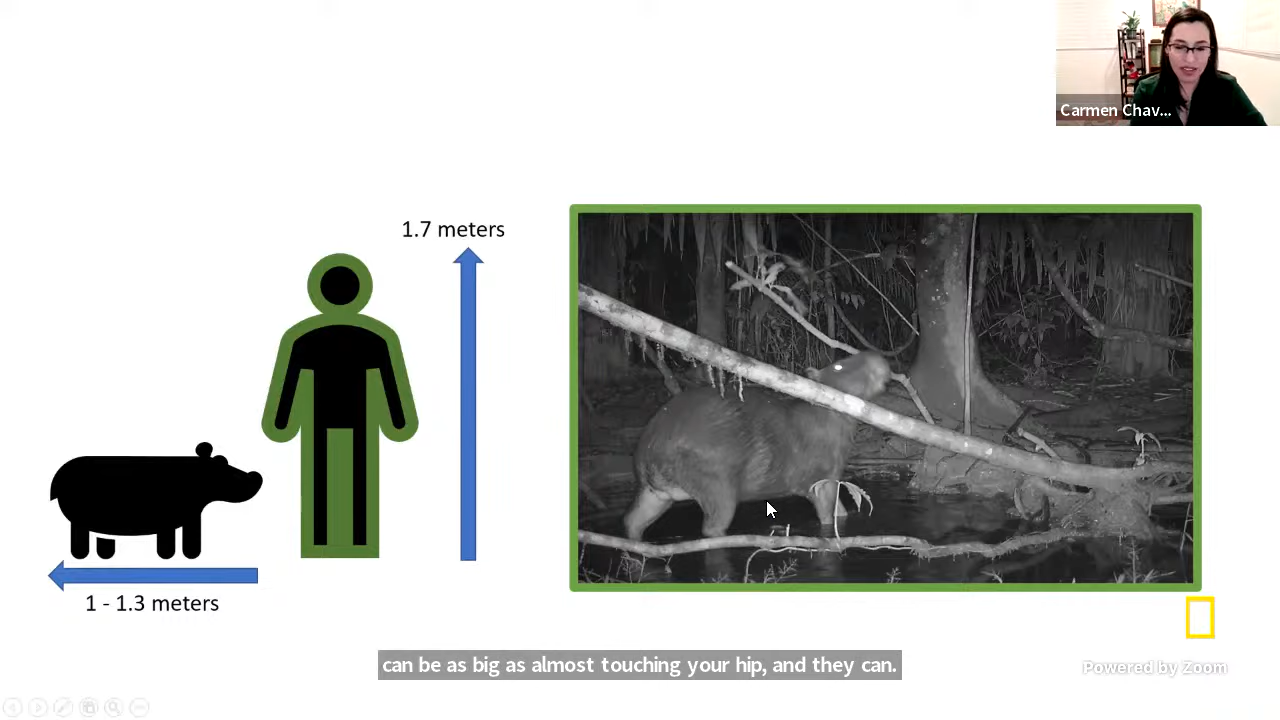 Carmen Chav...
1.7 meters
1 - 1.3 meters
can be as big as almost touching your hip, and they can.
Powered by Zoom